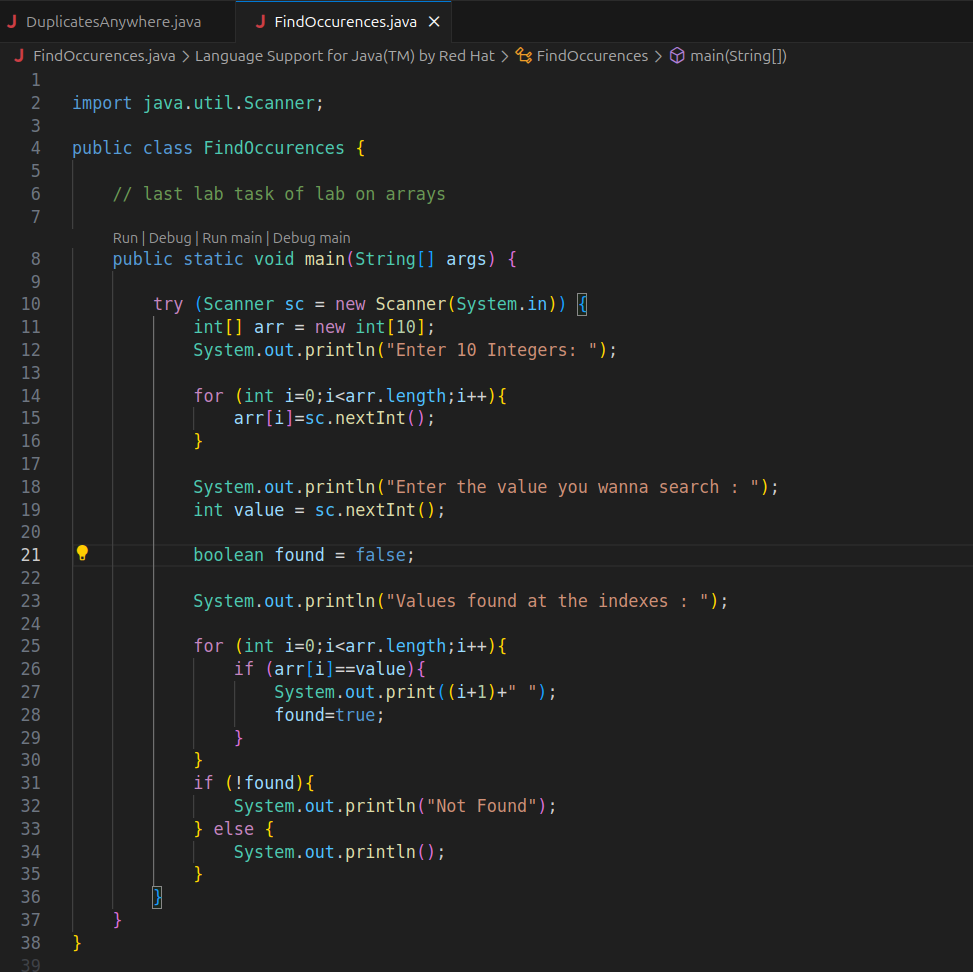 J DuplicatesAnywhere.java J FindOccurences.java ✕
J FindOccurences.java > Language Support for Java(TM) by Red Hat > FindOccurences > main(String[])
1
2 import java.util.Scanner;
3
4 public class FindOccurences {
5
6     // last lab task of lab on arrays
7
Run | Debug | Run main | Debug main
8     public static void main(String[] args) {
9
10         try (Scanner sc = new Scanner(System.in)) {
11             int[] arr = new int[10];
12             System.out.println("Enter 10 Integers: ");
13
14             for (int i=0;i<arr.length;i++){
15                 arr[i]=sc.nextInt();
16             }
17
18             System.out.println("Enter the value you wanna search : ");
19             int value = sc.nextInt();
20
21             boolean found = false;
22
23             System.out.println("Values found at the indexes : ");
24
25             for (int i=0;i<arr.length;i++){
26                 if (arr[i]==value){
27                     System.out.print((i+1)+" ");
28                     found=true;
29                 }
30             }
31             if (!found){
32                 System.out.println("Not Found");
33             } else {
34                 System.out.println();
35             }
36         }
37     }
38 }
39